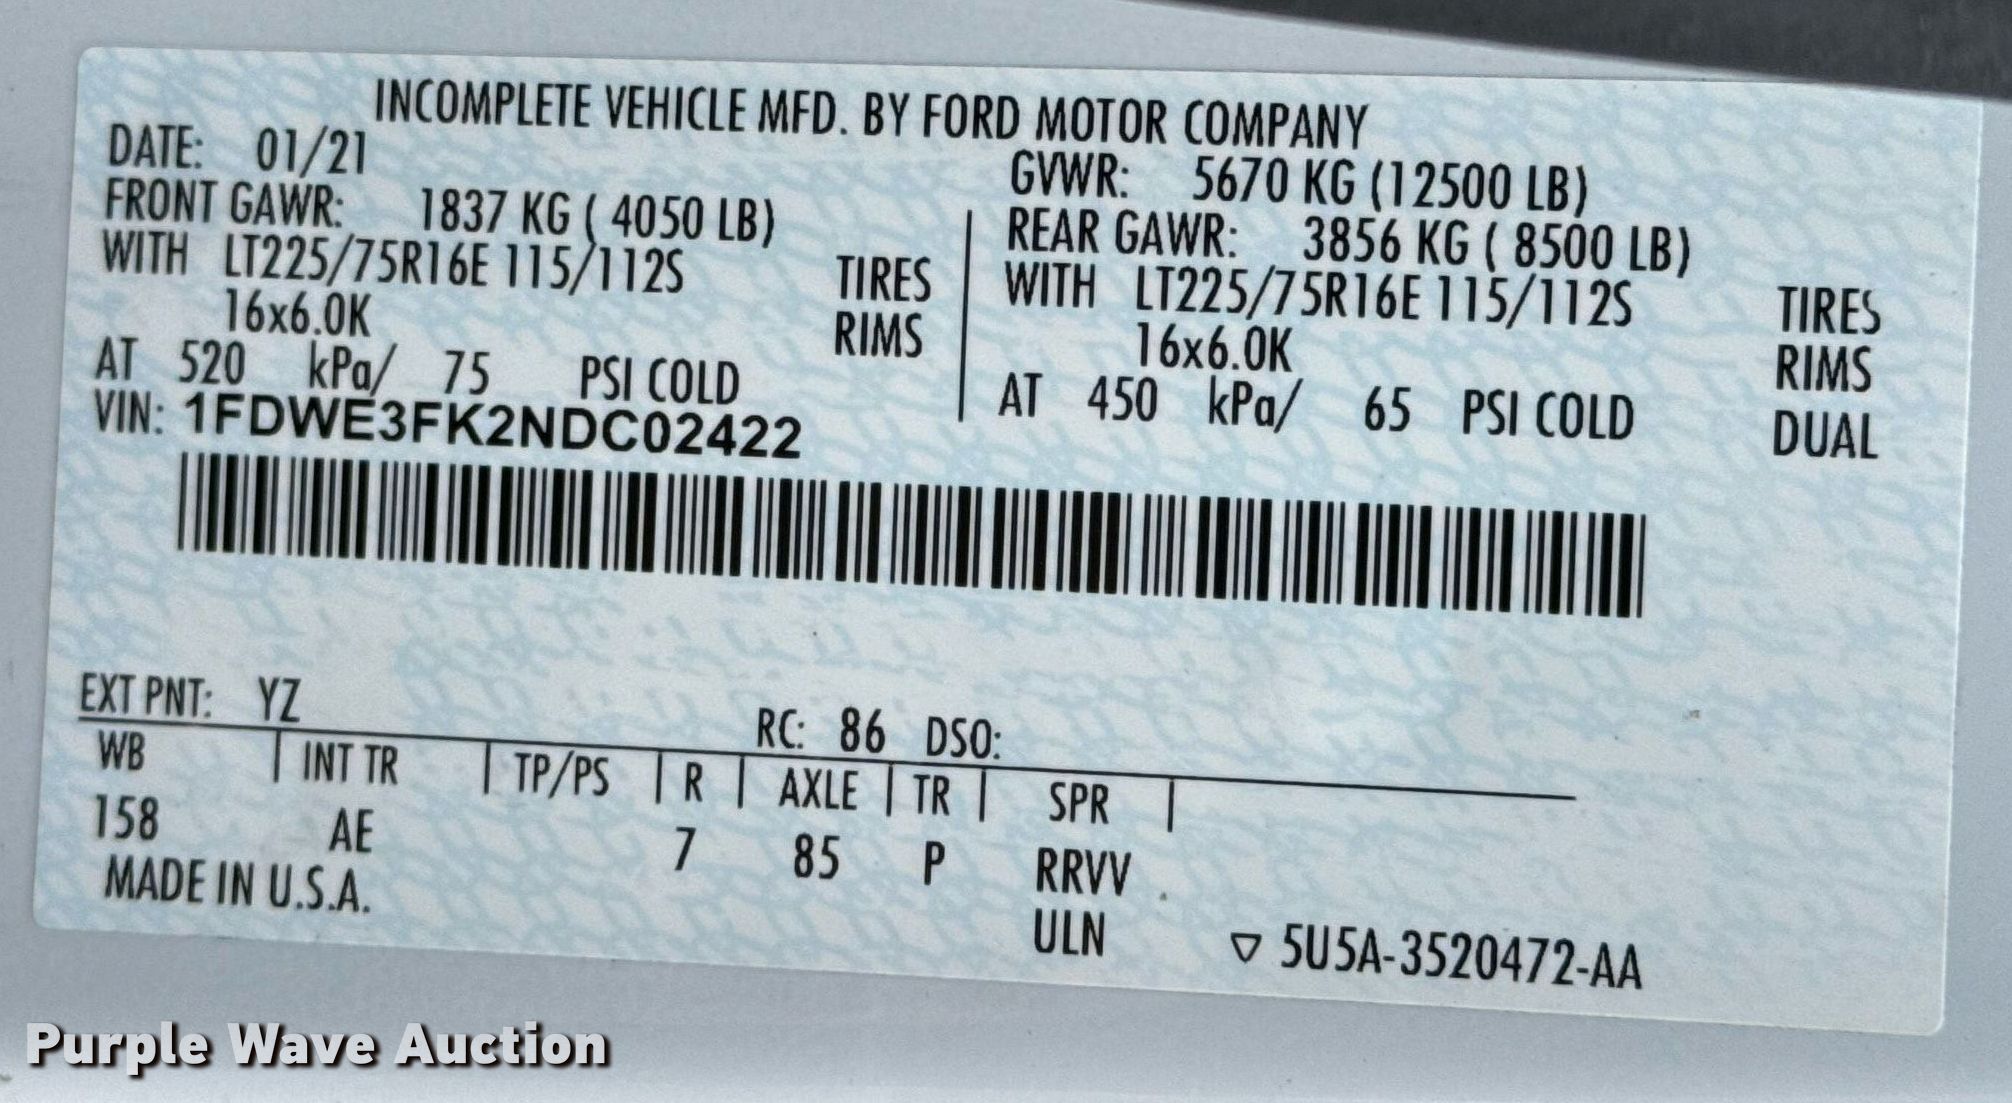 INCOMPLETE VEHICLE MFD. BY FORD MOTOR COMPANY
DATE: 01/21
GVWR: 5670 KG (12500 LB)
FRONT GAWR: 1837 KG ( 4050 LB)
REAR GAWR: 3856 KG ( 8500 LB)
WITH LT225/75R16E 115/112S TIRES
WITH LT225/75R16E 115/112S TIRES
16x6.0K RIMS
16x6.0K RIMS
AT 520 kPa/ 75 PSI COLD
AT 450 kPa/ 65 PSI COLD DUAL
VIN: 1FDWE3FK2NDC02422
EXT PNT: YZ RC: 86 DSO:
WB | INT TR | TP/PS | R | AXLE | TR | SPR |
158 AE 7 85 P RRVV
MADE IN U.S.A. ULN ▽ 5U5A-3520472-AA
Purple Wave Auction